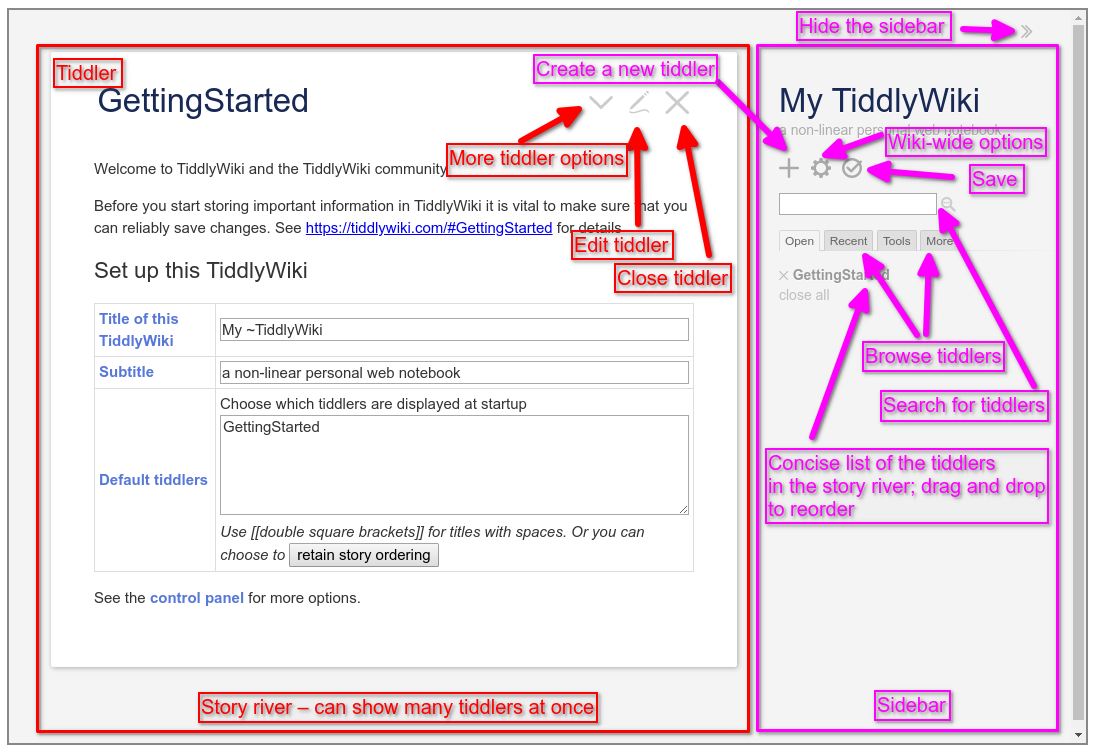 Hide the sidebar
Tiddler
Create a new tiddler
GettingStarted
My TiddlyWiki
a non-linear personal web notebook
More tiddler options
Wiki-wide options
Welcome to TiddlyWiki and the TiddlyWiki community
Save
Before you start storing important information in TiddlyWiki it is vital to make sure that you
can reliably save changes. See https://tiddlywiki.com/#GettingStarted for details
Edit tiddler
Close tiddler
Open Recent Tools More
× GettingStarted
close all
Set up this TiddlyWiki
Title of this
TiddlyWiki
My ~TiddlyWiki
Subtitle
a non-linear personal web notebook
Default tiddlers
Choose which tiddlers are displayed at startup
GettingStarted
Use [[double square brackets]] for titles with spaces. Or you can
choose to retain story ordering
See the control panel for more options.
Browse tiddlers
Search for tiddlers
Concise list of the tiddlers
in the story river; drag and drop
to reorder
Story river – can show many tiddlers at once
Sidebar